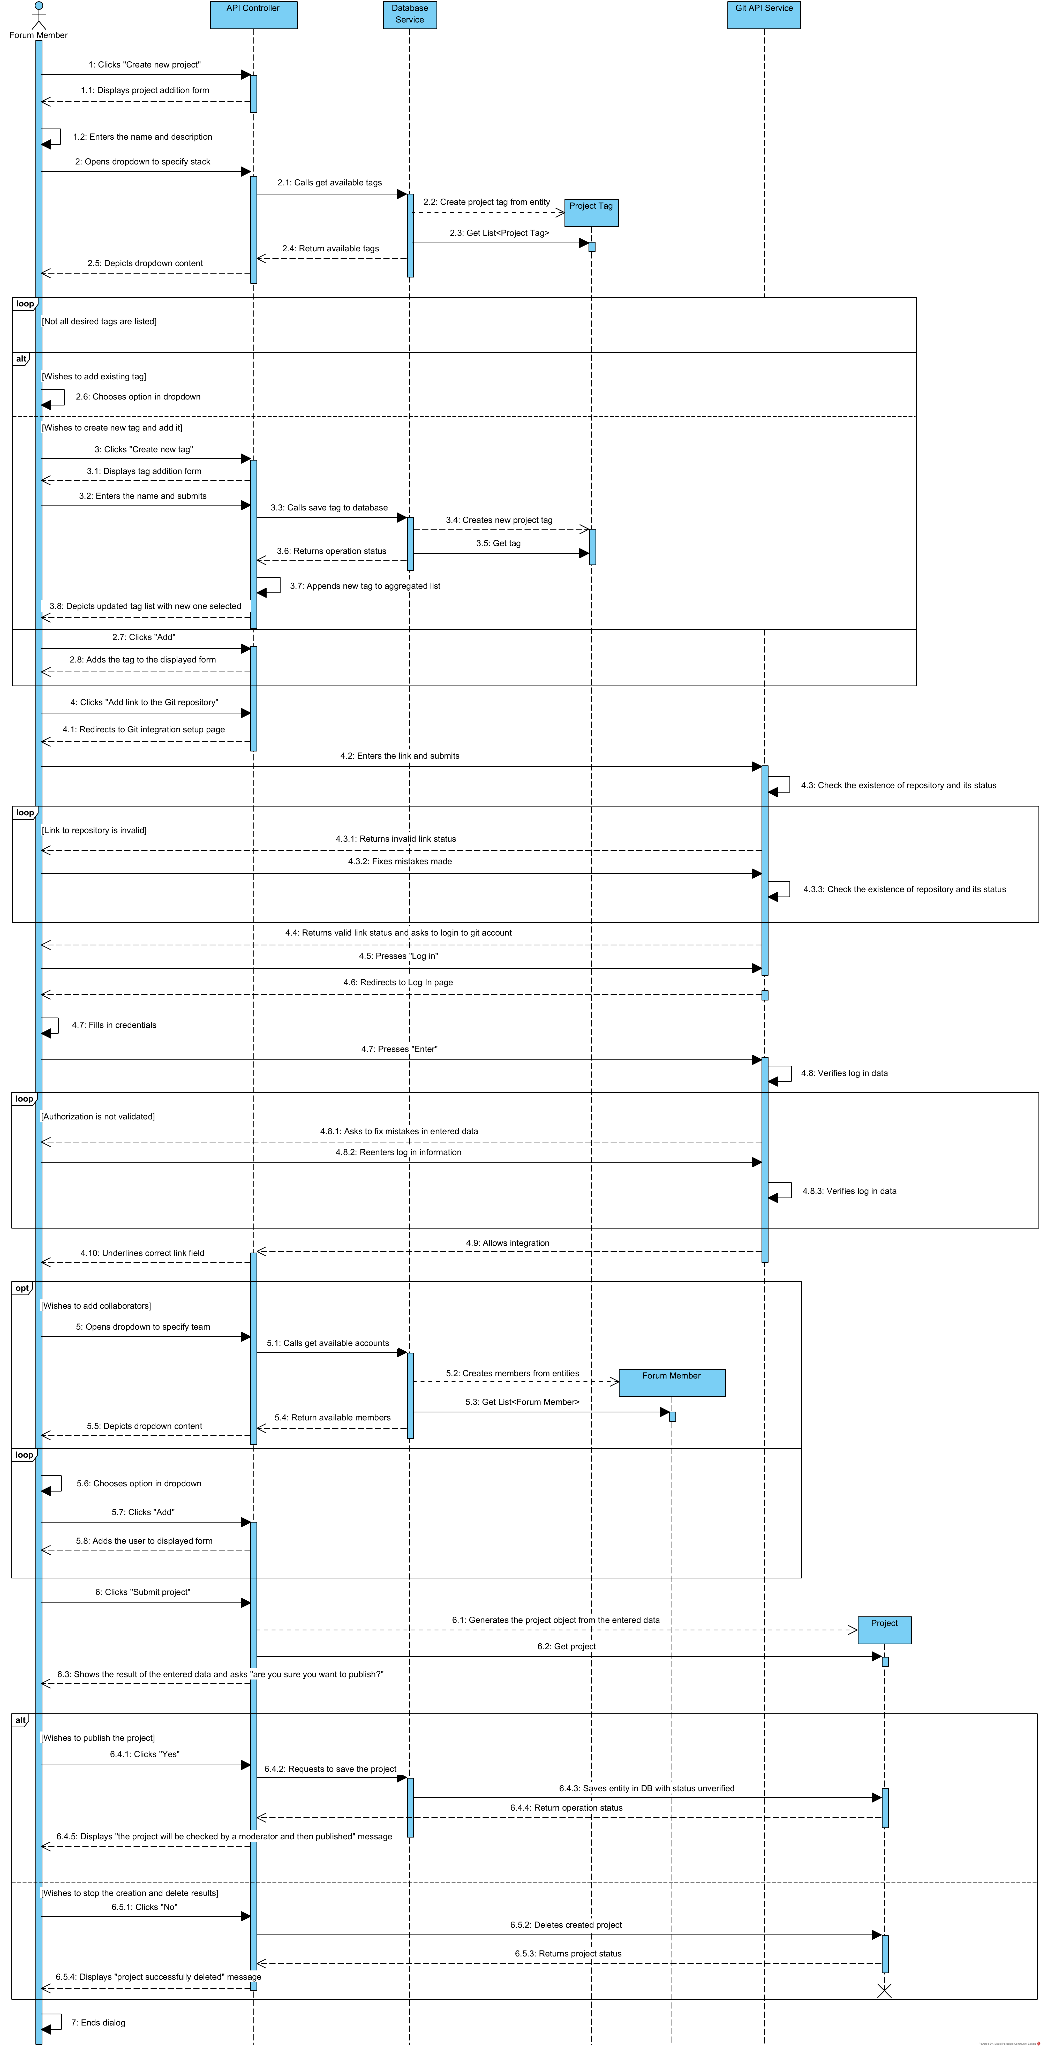 Forum Member
API Controller
Database
Service
Git API Service
1: Clicks "Create new project"
1.1: Displays project addition form
1.2: Enters the name and description
2: Opens dropdown to specify stack
2.1: Calls get available tags
2.2: Create project tag from entity
Project Tag
2.3: Get List<Project Tag>
2.4: Return available tags
2.5: Depicts dropdown content
loop
[Not all desired tags are listed]
alt
[Wishes to add existing tag]
2.6: Chooses option in dropdown
[Wishes to create new tag and add it]
3: Clicks "Create new tag"
3.1: Displays tag addition form
3.2: Enters the name and submits
3.3: Calls save tag to database
3.4: Creates new project tag
3.5: Get tag
3.6: Returns operation status
3.7: Appends new tag to aggregated list
3.8: Depicts updated tag list with new one selected
2.7: Clicks "Add"
2.8: Adds the tag to the displayed form
4: Clicks "Add link to the Git repository"
4.1: Redirects to Git integration setup page
4.2: Enters the link and submits
4.3: Check the existence of repository and its status
loop
[Link to repository is invalid]
4.3.1: Returns invalid link status
4.3.2: Fixes mistakes made
4.3.3: Check the existence of repository and its status
4.4: Returns valid link status and asks to login to git account
4.5: Presses "Log in"
4.6: Redirects to Log In page
4.7: Fills in credentials
4.7: Presses "Enter"
4.8: Verifies log in data
loop
[Authorization is not validated]
4.8.1: Asks to fix mistakes in entered data
4.8.2: Reenters log in information
4.8.3: Verifies log in data
4.9: Allows integration
4.10: Underlines correct link field
opt
[Wishes to add collaborators]
5: Opens dropdown to specify team
5.1: Calls get available accounts
5.2: Creates members from entities
Forum Member
5.3: Get List<Forum Member>
5.4: Return available members
5.5: Depicts dropdown content
loop
5.6: Chooses option in dropdown
5.7: Clicks "Add"
5.8: Adds the user to displayed form
6: Clicks "Submit project"
6.1: Generates the project object from the entered data
Project
6.2: Get project
6.3: Shows the result of the entered data and asks "are you sure you want to publish?"
alt
[Wishes to publish the project]
6.4.1: Clicks "Yes"
6.4.2: Requests to save the project
6.4.3: Saves entity in DB with status unverified
6.4.4: Return operation status
6.4.5: Displays "the project will be checked by a moderator and then published" message
[Wishes to stop the creation and delete results]
6.5.1: Clicks "No"
6.5.2: Deletes created project
6.5.3: Returns project status
6.5.4: Displays "project successfully deleted" message
7: Ends dialog